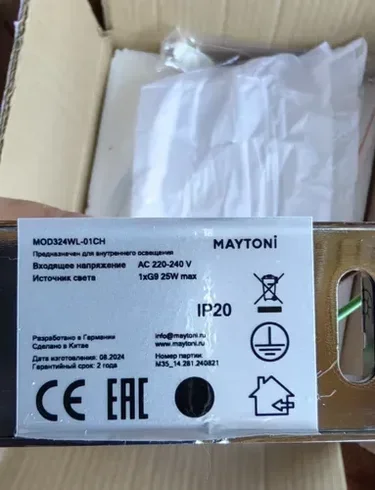 MOD324WL-01CH
MAYTONi
Предназначен для внутреннего освещения
Входящее напряжение AC 220-240 V
Источник света 1xG9 25W max
IP20
Разработано в Германии
Сделано в Китае
info@maytoni.ru
www.maytoni.ru
Дата изготовления: 08.2024
Гарантийный срок: 2 года
Номер партии:
M35_14.281.240821
CE EAC